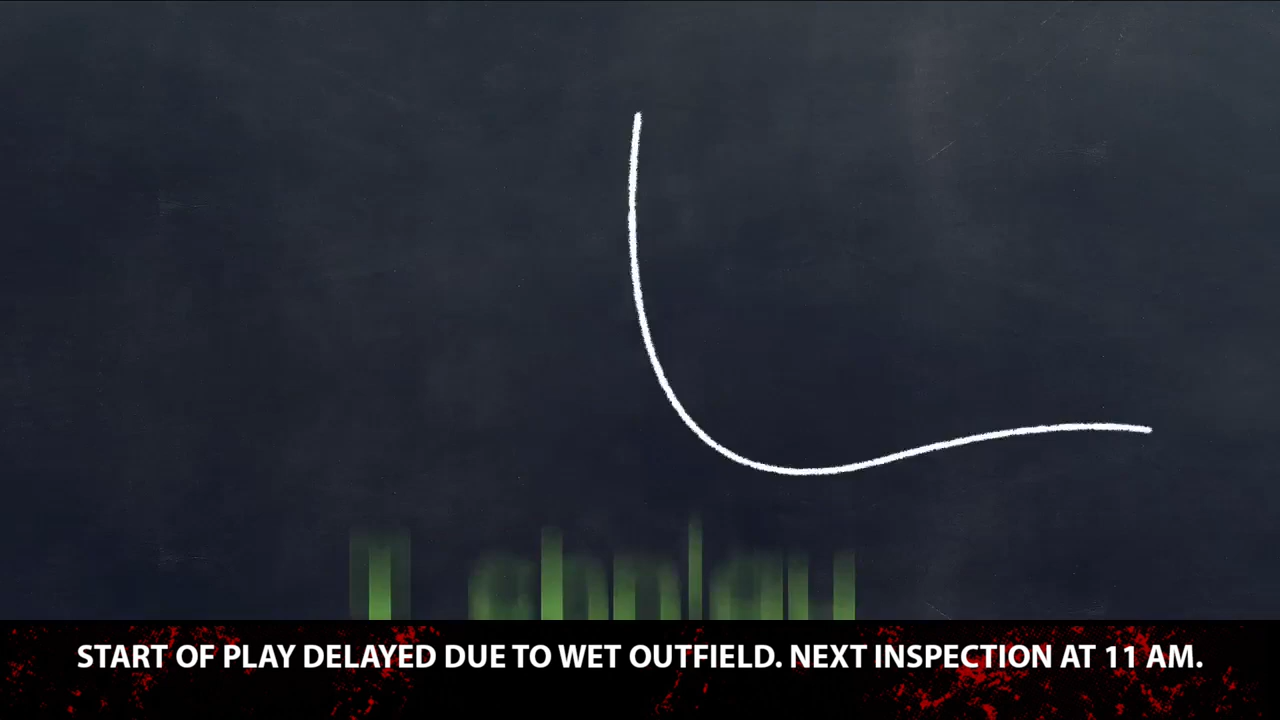 START OF PLAY DELAYED DUE TO WET OUTFIELD. NEXT INSPECTION AT 11 AM.